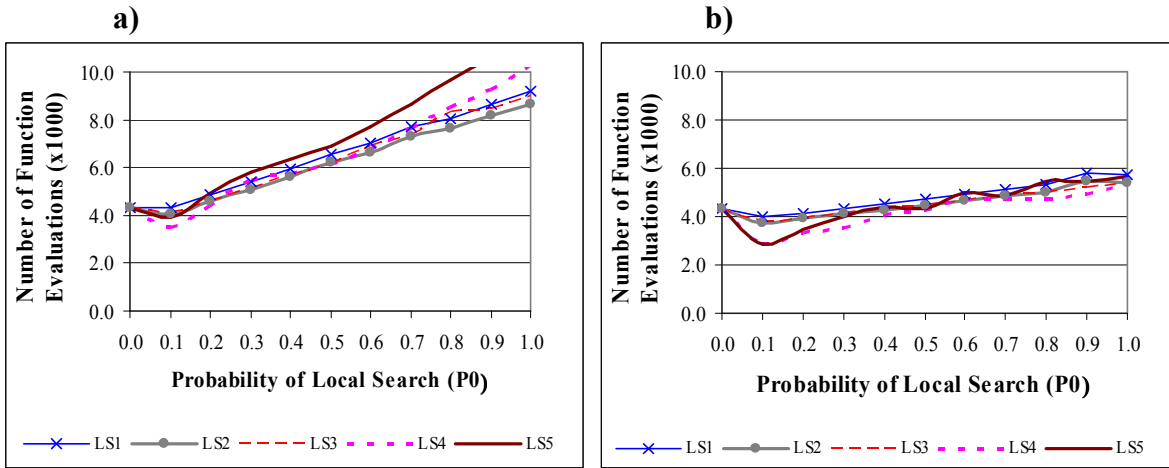 a)
10.0
8.0
6.0
4.0
2.0
0.0
Number of Function
Evaluations (x1000)
0.0 0.1 0.2 0.3 0.4 0.5 0.6 0.7 0.8 0.9 1.0
Probability of Local Search (P0)
LS1 LS2 LS3 LS4 LS5
b)
10.0
8.0
6.0
4.0
2.0
0.0
Number of Function
Evaluations (x1000)
0.0 0.1 0.2 0.3 0.4 0.5 0.6 0.7 0.8 0.9 1.0
Probability of Local Search (P0)
LS1 LS2 LS3 LS4 LS5